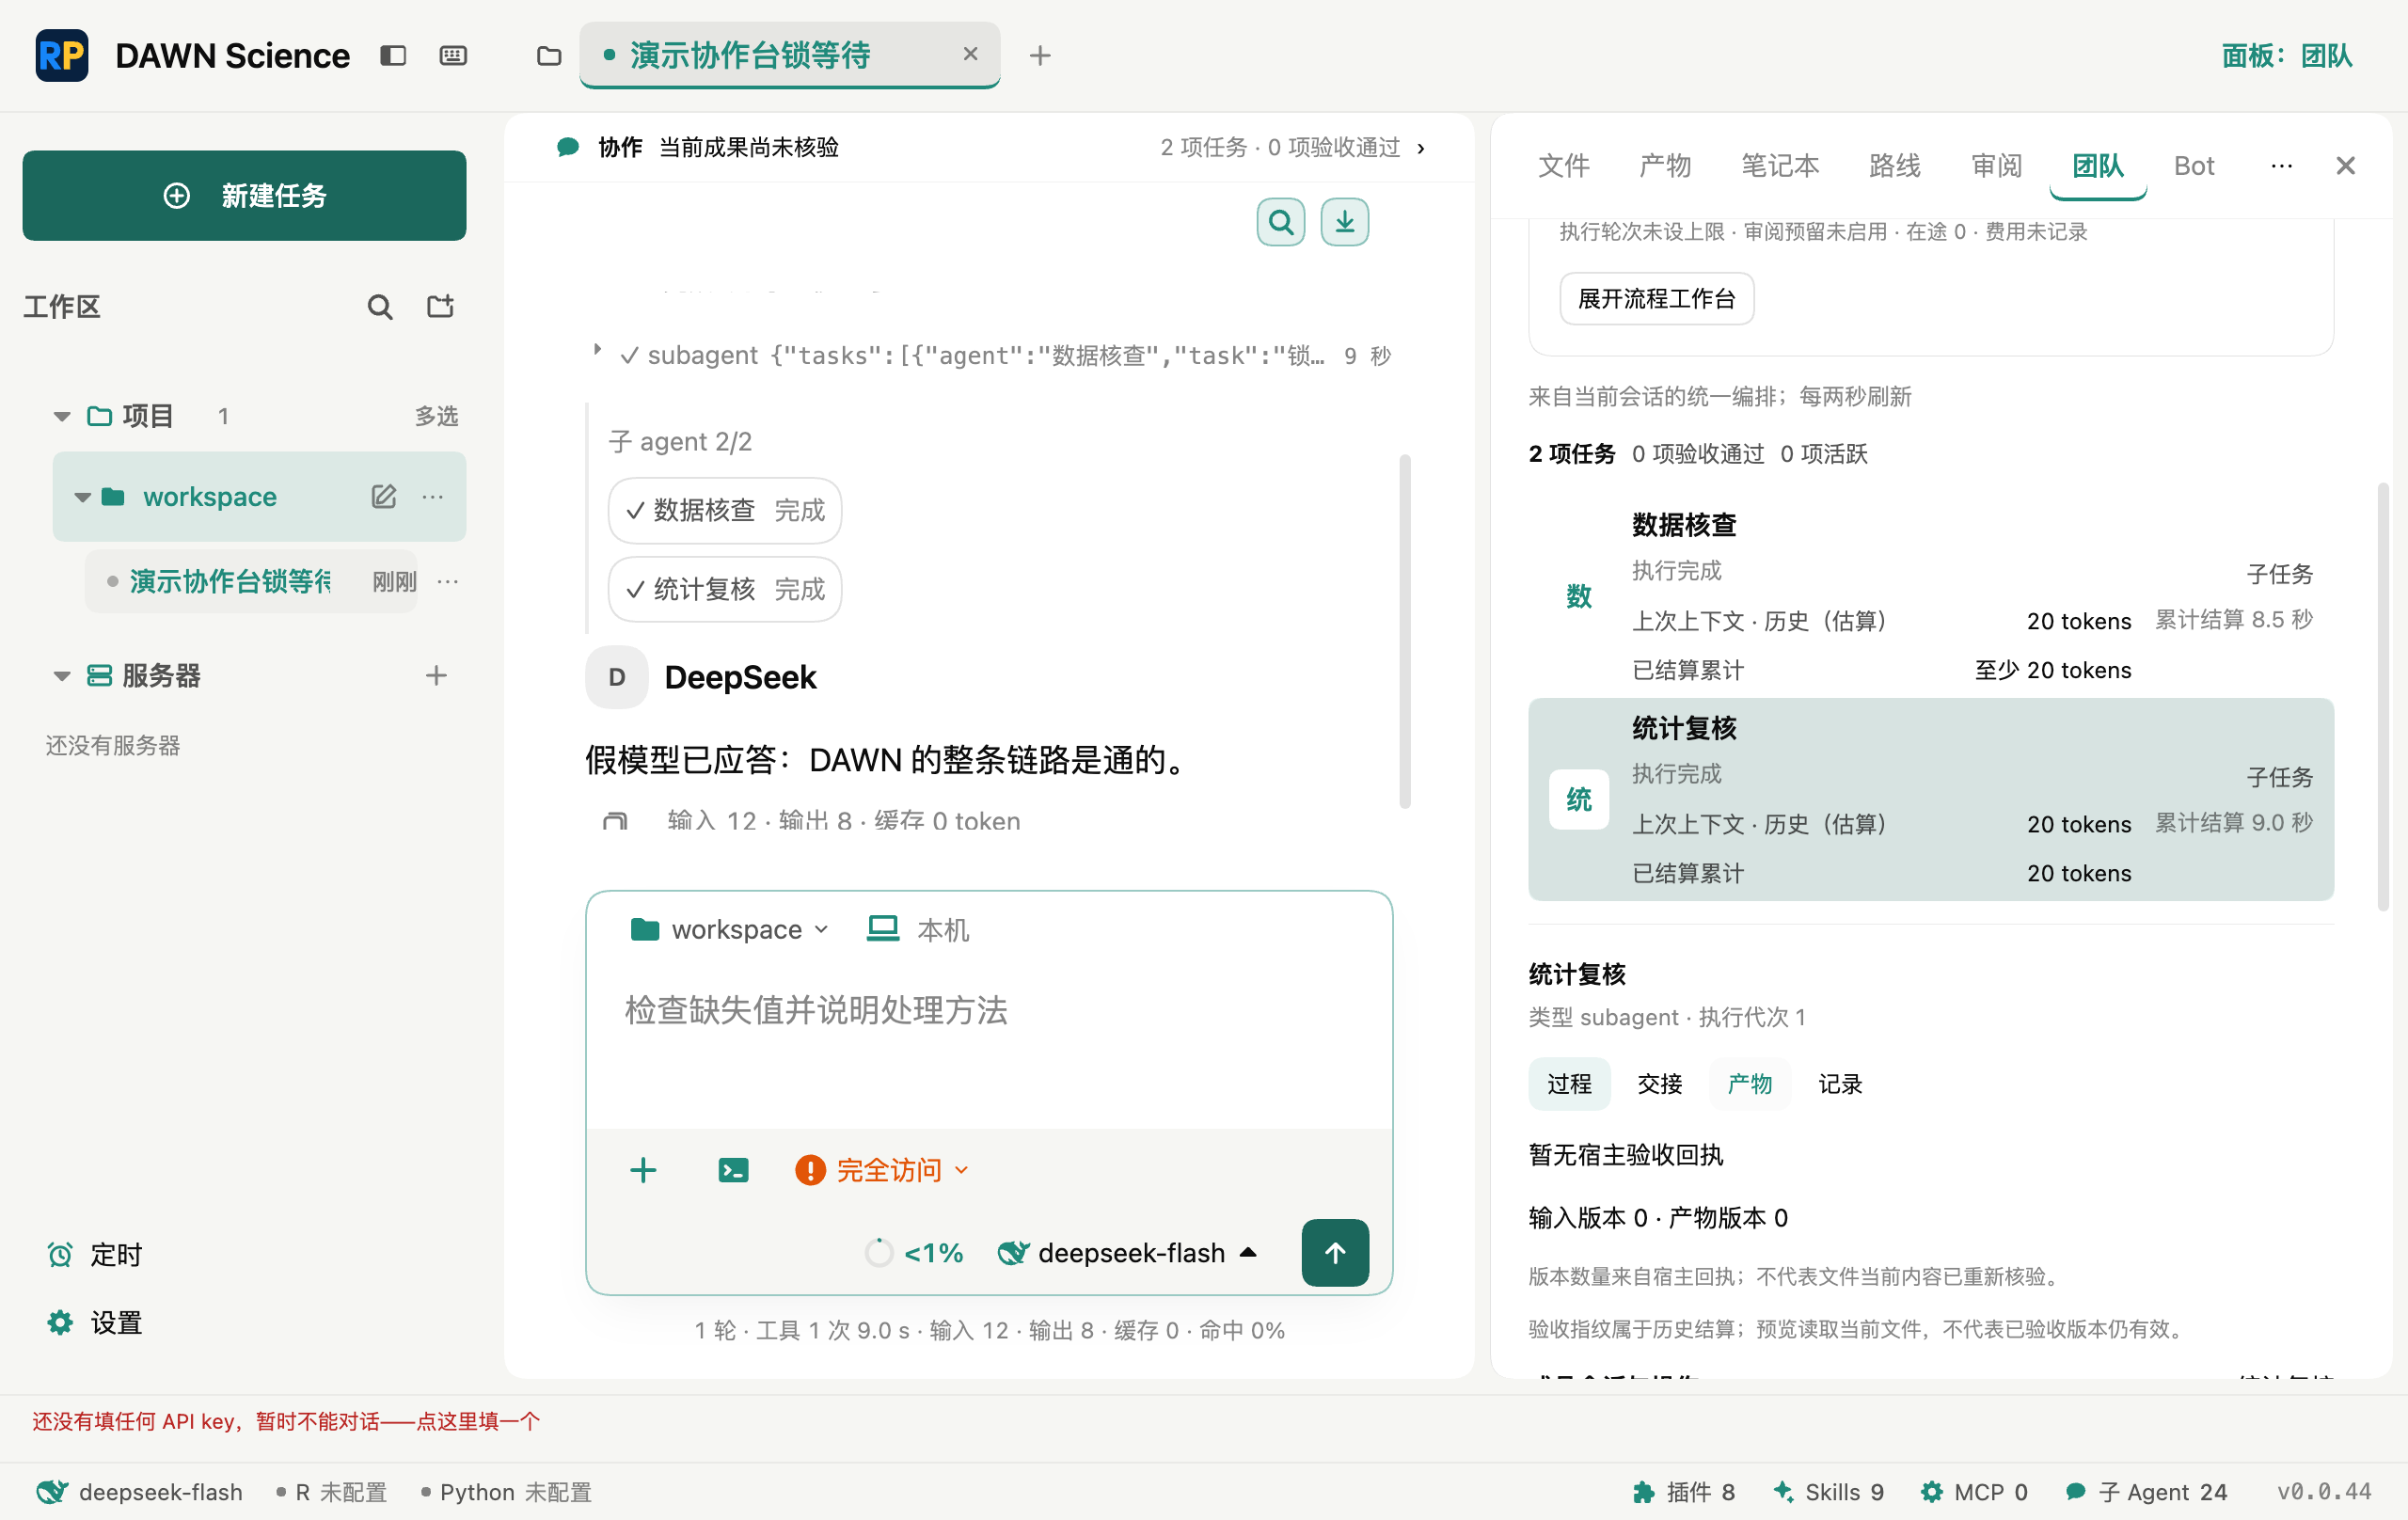 RP DAWN Science
演示协作台锁等待
面板：团队
新建任务
工作区
项目 1 多选
workspace
演示协作台锁等待 刚刚
服务器
还没有服务器
定时
设置
协作 当前成果尚未核验 2 项任务 · 0 项验收通过
subagent {"tasks":[{"agent":"数据核查","task":"锁... 9 秒
子 agent 2/2
数据核查 完成
统计复核 完成
D DeepSeek
假模型已应答：DAWN 的整条链路是通的。
输入 12 · 输出 8 · 缓存 0 token
workspace 本机
检查缺失值并说明处理方法
完全访问
<1% deepseek-flash
1 轮 · 工具 1 次 9.0 s · 输入 12 · 输出 8 · 缓存 0 · 命中 0%
文件 产物 笔记本 路线 审阅 团队 Bot
执行轮次未设上限 · 审阅预留未启用 · 在途 0 · 费用未记录
展开流程工作台
来自当前会话的统一编排；每两秒刷新
2 项任务 0 项验收通过 0 项活跃
数据核查
执行完成
子任务
数
上次上下文 · 历史（估算） 20 tokens 累计结算 8.5 秒
已结算累计 至少 20 tokens
统计复核
执行完成
子任务
统
上次上下文 · 历史（估算） 20 tokens 累计结算 9.0 秒
已结算累计 20 tokens
统计复核
类型 subagent · 执行代次 1
过程 交接 产物 记录
暂无宿主验收回执
输入版本 0 · 产物版本 0
版本数量来自宿主回执；不代表文件当前内容已重新核验。
验收指纹属于历史结算；预览读取当前文件，不代表已验收版本仍有效。
还没有填任何 API key，暂时不能对话——点这里填一个
deepseek-flash R 未配置 Python 未配置
插件 8 Skills 9 MCP 0 子 Agent 24 v0.0.44